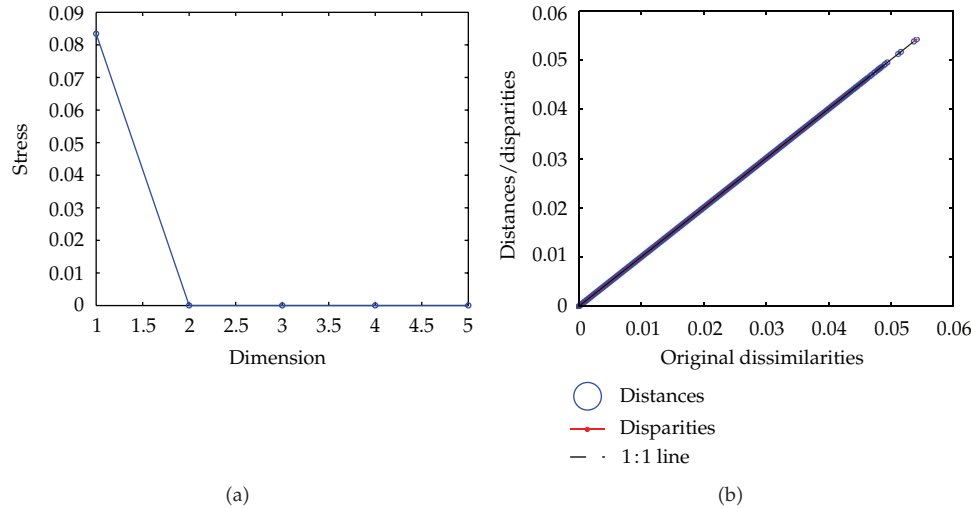 0.09
0.08
0.07
0.06
0.05
0.04
0.03
0.02
0.01
0
Stress
1 1.5 2 2.5 3 3.5 4 4.5 5
Dimension
(a)
0.06
0.05
0.04
0.03
0.02
0.01
0
Distances/disparities
0 0.01 0.02 0.03 0.04 0.05 0.06
Original dissimilarities
Distances
Disparities
1:1 line
(b)